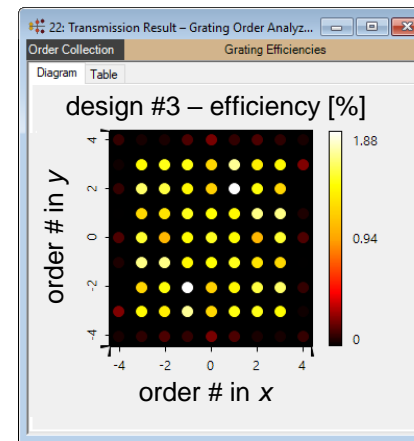 22: Transmission Result – Grating Order Analyz...
Order Collection Grating Efficiencies
Diagram Table
design #3 – efficiency [%]
order # in y
4
2
0
-2
-4
-4 -2 0 2 4
order # in x
1.88
0.94
0